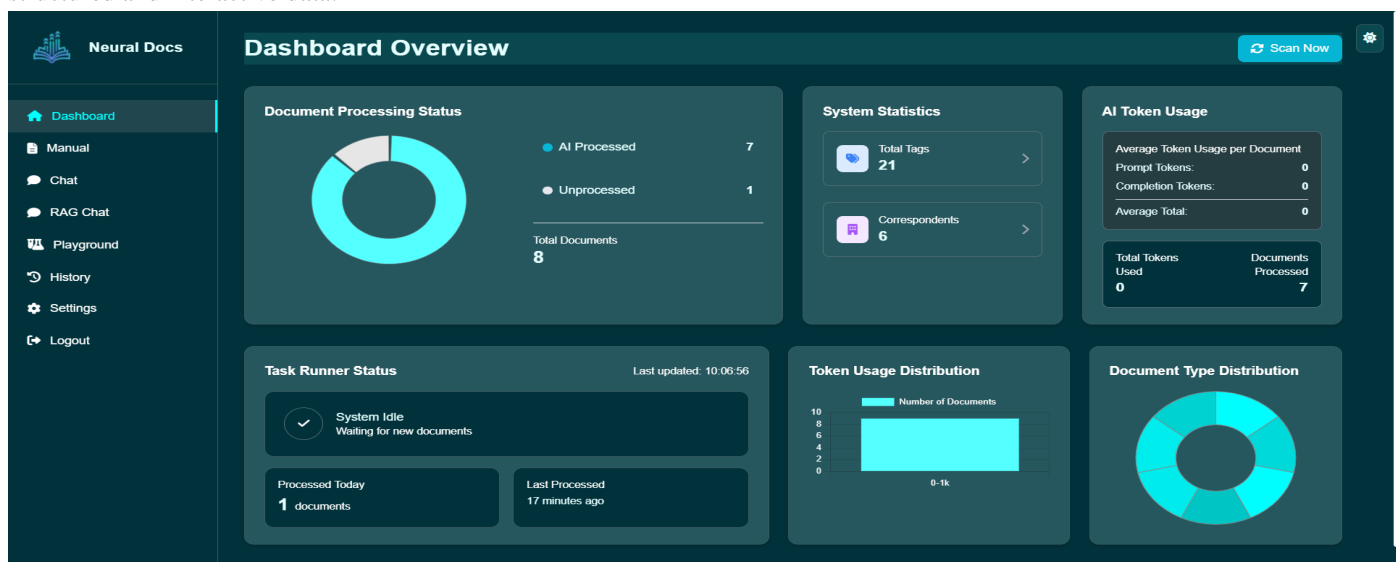 Neural Docs
Dashboard Overview
Scan Now
Dashboard
Manual
Chat
RAG Chat
Playground
History
Settings
Logout
Document Processing Status
AI Processed 7
Unprocessed 1
Total Documents
8
System Statistics
Total Tags
21
Correspondents
6
AI Token Usage
Average Token Usage per Document
Prompt Tokens: 0
Completion Tokens: 0
Average Total: 0
Total Tokens Used
0
Documents Processed
7
Task Runner Status
Last updated: 10:06:56
System Idle
Waiting for new documents
Processed Today
1 documents
Last Processed
17 minutes ago
Token Usage Distribution
Number of Documents
10
8
6
4
2
0
0-1k
Document Type Distribution